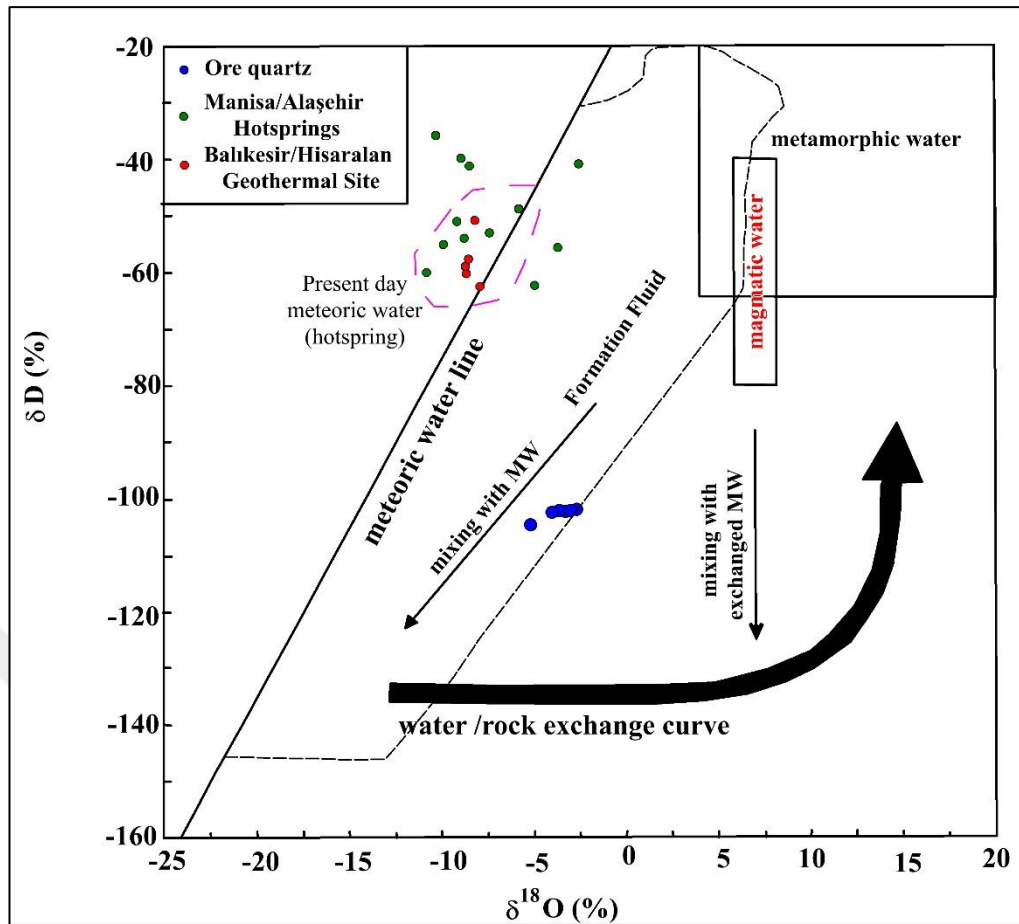 -20
-40
-60
-80
-100
-120
-140
-160
δD (%)
Ore quartz
Manisa/Alaşehir
Hotsprings
Balıkesir/Hisaralan
Geothermal Site
metamorphic water
magmatic water
Present day
meteoric water
(hotspring)
meteoric water line
Formation Fluid
mixing with MW
mixing with
exchanged MW
water /rock exchange curve
-25
-20
-15
-10
-5
0
5
10
15
20
δ¹⁸O (%)